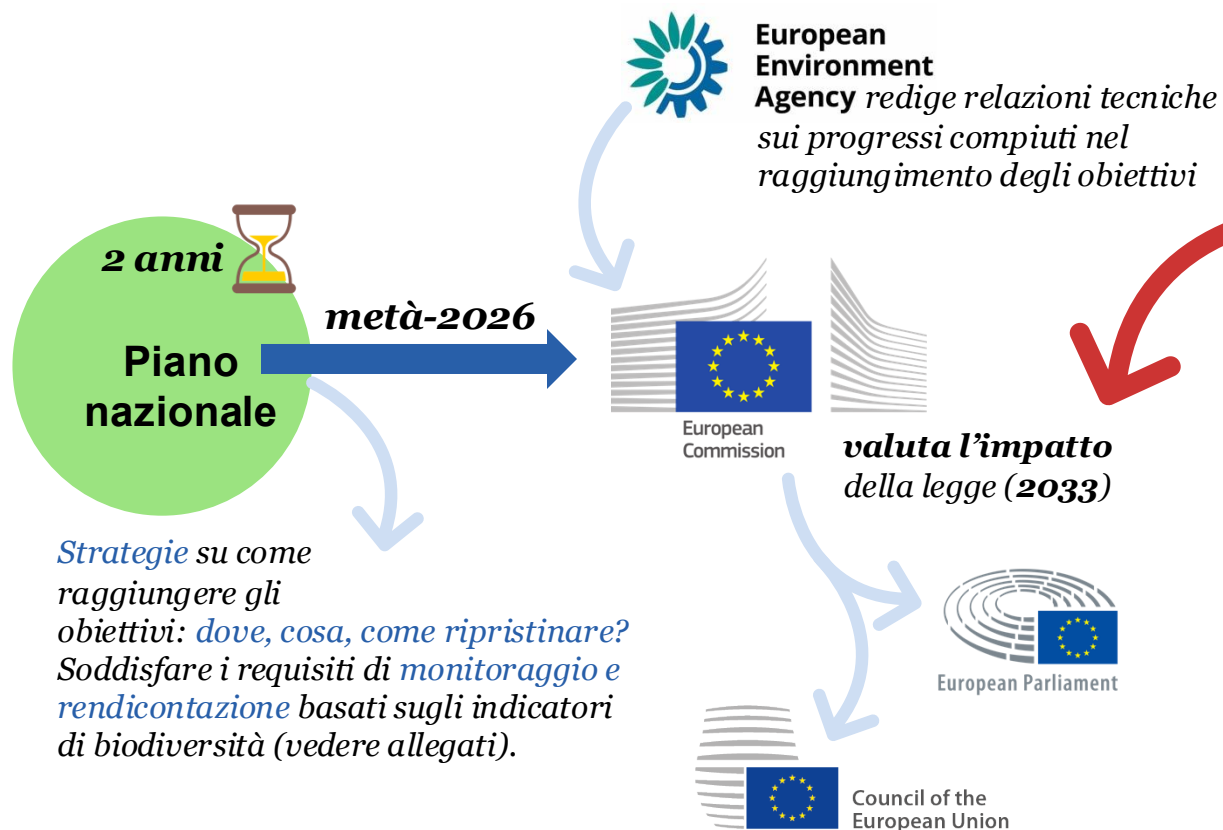 European
Environment
Agency redige relazioni tecniche
sui progressi compiuti nel
raggiungimento degli obiettivi
2 anni
metà-2026
Piano
nazionale
European
Commission
valuta l'impatto
della legge (2033)
Strategie su come
raggiungere gli
obiettivi: dove, cosa, come ripristinare?
Soddisfare i requisiti di monitoraggio e
rendicontazione basati sugli indicatori
di biodiversità (vedere allegati).
European Parliament
Council of the
European Union